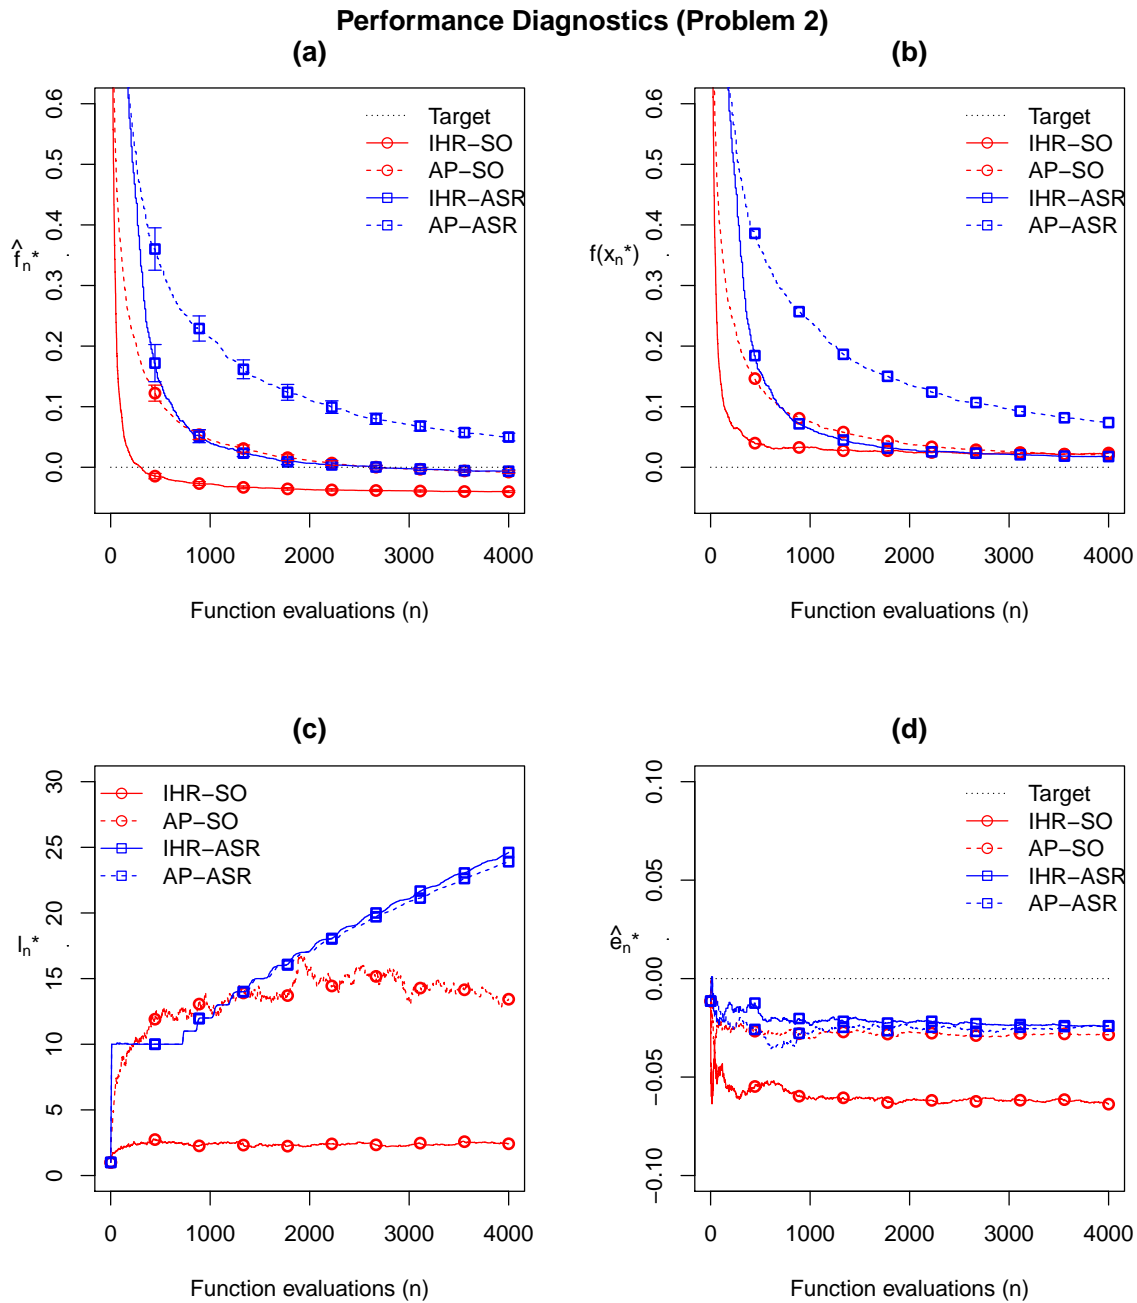 Performance Diagnostics (Problem 2)
(a)
0.0 0.1 0.2 0.3 0.4 0.5 0.6
f̂n*
Target
IHR−SO
AP−SO
IHR−ASR
AP−ASR
0 1000 2000 3000 4000
Function evaluations (n)
(b)
0.0 0.1 0.2 0.3 0.4 0.5 0.6
f(xn*)
Target
IHR−SO
AP−SO
IHR−ASR
AP−ASR
0 1000 2000 3000 4000
Function evaluations (n)
(c)
0 5 10 15 20 25 30
ln*
IHR−SO
AP−SO
IHR−ASR
AP−ASR
0 1000 2000 3000 4000
Function evaluations (n)
(d)
−0.10 −0.05 0.00 0.05 0.10
ên*
Target
IHR−SO
AP−SO
IHR−ASR
AP−ASR
0 1000 2000 3000 4000
Function evaluations (n)